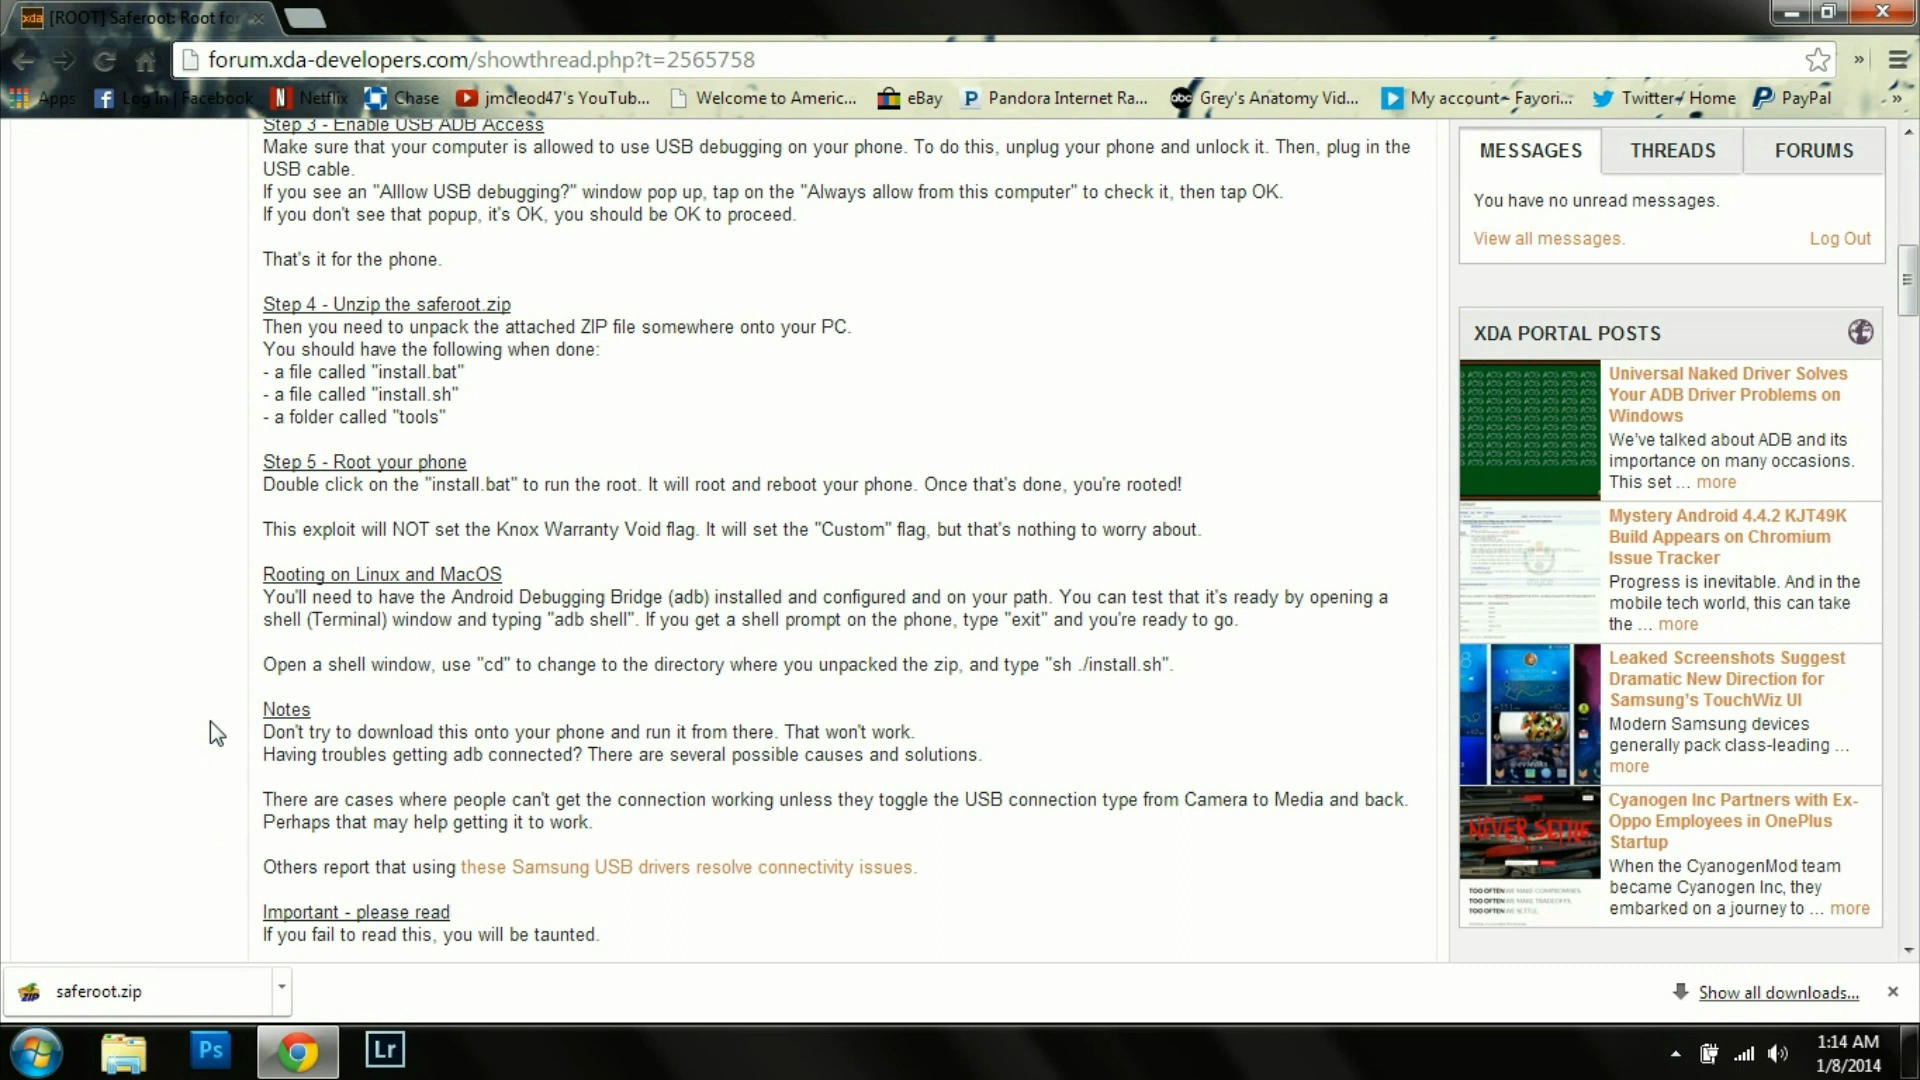 [ROOT] Saferoot: Root for
forum.xda-developers.com/showthread.php?t=2565758
Apps
Log In | Facebook
Netflix
Chase
jmcleod47's YouTub...
Welcome to Americ...
eBay
Pandora Internet Ra...
Grey's Anatomy Vid...
My account - Favori...
Twitter / Home
PayPal
Step 3 - Enable USB ADB Access
Make sure that your computer is allowed to use USB debugging on your phone. To do this, unplug your phone and unlock it. Then, plug in the
USB cable.
If you see an "Alllow USB debugging?" window pop up, tap on the "Always allow from this computer" to check it, then tap OK.
If you don't see that popup, it's OK, you should be OK to proceed.
That's it for the phone.
Step 4 - Unzip the saferoot.zip
Then you need to unpack the attached ZIP file somewhere onto your PC.
You should have the following when done:
- a file called "install.bat"
- a file called "install.sh"
- a folder called "tools"
Step 5 - Root your phone
Double click on the "install.bat" to run the root. It will root and reboot your phone. Once that's done, you're rooted!
This exploit will NOT set the Knox Warranty Void flag. It will set the "Custom" flag, but that's nothing to worry about.
Rooting on Linux and MacOS
You'll need to have the Android Debugging Bridge (adb) installed and configured and on your path. You can test that it's ready by opening a
shell (Terminal) window and typing "adb shell". If you get a shell prompt on the phone, type "exit" and you're ready to go.
Open a shell window, use "cd" to change to the directory where you unpacked the zip, and type "sh ./install.sh".
Notes
Don't try to download this onto your phone and run it from there. That won't work.
Having troubles getting adb connected? There are several possible causes and solutions.
There are cases where people can't get the connection working unless they toggle the USB connection type from Camera to Media and back.
Perhaps that may help getting it to work.
Others report that using these Samsung USB drivers resolve connectivity issues.
Important - please read
If you fail to read this, you will be taunted.
MESSAGES
THREADS
FORUMS
You have no unread messages.
View all messages.
Log Out
XDA PORTAL POSTS
Universal Naked Driver Solves
Your ADB Driver Problems on
Windows
We've talked about ADB and its
importance on many occasions.
This set ... more
Mystery Android 4.4.2 KJT49K
Build Appears on Chromium
Issue Tracker
Progress is inevitable. And in the
mobile tech world, this can take
the ... more
Leaked Screenshots Suggest
Dramatic New Direction for
Samsung's TouchWiz UI
Modern Samsung devices
generally pack class-leading ...
more
NEVER SETTLE
Cyanogen Inc Partners with Ex-
Oppo Employees in OnePlus
Startup
When the CyanogenMod team
became Cyanogen Inc, they
embarked on a journey to ... more
saferoot.zip
Show all downloads...
Ps
Lr
1:14 AM
1/8/2014